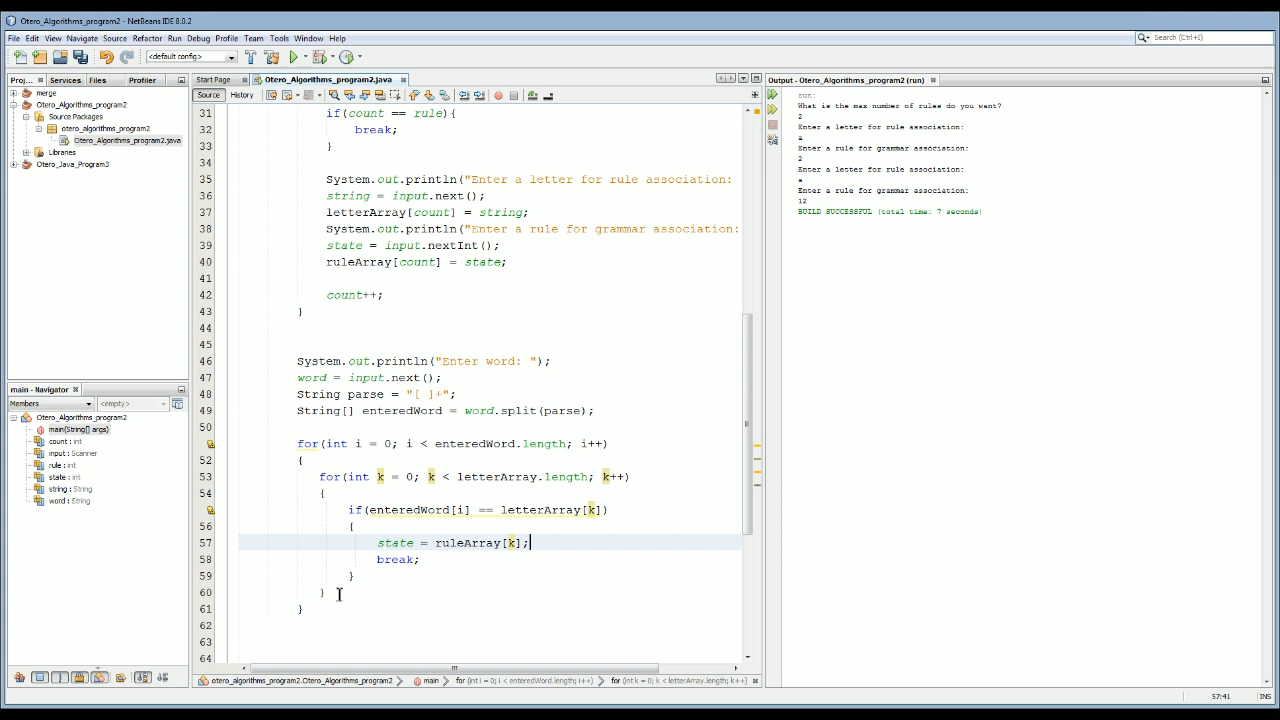 Otero_Algorithms_program2 - NetBeans IDE 8.0.2
File Edit View Navigate Source Refactor Run Debug Profile Team Tools Window Help
Search (Ctrl+I)
<default config>
Proj... Services Files Profiler
merge
Otero_Algorithms_program2
Source Packages
otero_algorithms_program2
Otero_Algorithms_program2.java
Libraries
Otero_Java_Program3
main - Navigator
Members <empty>
Otero_Algorithms_program2
main(String[] args)
count : int
input : Scanner
rule : int
state : int
string : String
word : String
Start Page Otero_Algorithms_program2.java
Source History
31 if(count == rule){
32 break;
33 }
34
35 System.out.println("Enter a letter for rule association:
36 string = input.next();
37 letterArray[count] = string;
38 System.out.println("Enter a rule for grammar association:
39 state = input.nextInt();
40 ruleArray[count] = state;
41
42 count++;
43 }
44
45
46 System.out.println("Enter word: ");
47 word = input.next();
48 String parse = "[ ]+";
49 String[] enteredWord = word.split(parse);
50
for(int i = 0; i < enteredWord.length; i++)
52 {
53 for(int k = 0; k < letterArray.length; k++)
54 {
if(enteredWord[i] == letterArray[k])
56 {
57 state = ruleArray[k];
58 break;
59 }
60 }
61 }
62
63
64
otero_algorithms_program2.Otero_Algorithms_program2 main for (int i = 0; i < enteredWord.length; i++) for (int k = 0; k < letterArray.length; k++)
Output - Otero_Algorithms_program2 (run)
run:
What is the max number of rules do you want?
2
Enter a letter for rule association:
a
Enter a rule for grammar association:
2
Enter a letter for rule association:
a
Enter a rule for grammar association:
12
BUILD SUCCESSFUL (total time: 7 seconds)
57:41 INS